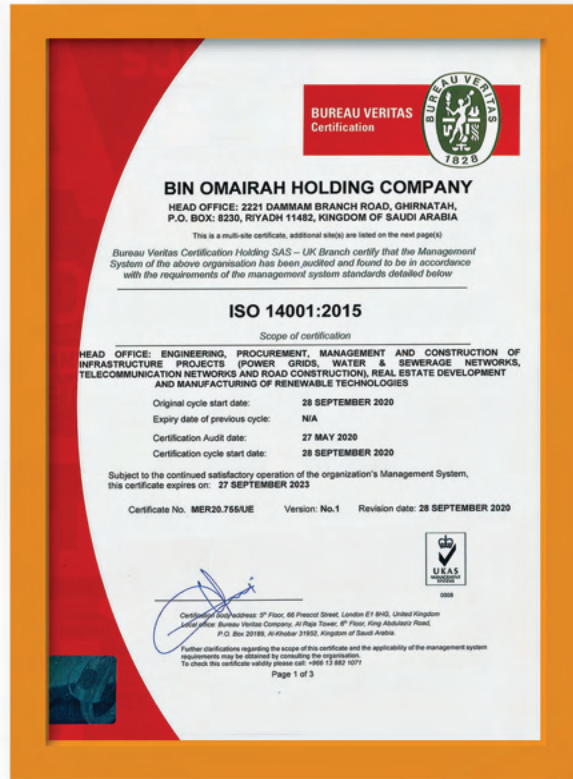 BUREAU VERITAS
Certification
BUREAU VERITAS
1828
BIN OMAIRAH HOLDING COMPANY
HEAD OFFICE: 2221 DAMMAM BRANCH ROAD, GHIRNATAH,
P.O. BOX: 8230, RIYADH 11482, KINGDOM OF SAUDI ARABIA
This is a multi-site certificate, additional site(s) are listed on the next page(s)
Bureau Veritas Certification Holding SAS – UK Branch certify that the Management
System of the above organisation has been audited and found to be in accordance
with the requirements of the management system standards detailed below
ISO 14001:2015
Scope of certification
HEAD OFFICE: ENGINEERING, PROCUREMENT, MANAGEMENT AND CONSTRUCTION OF
INFRASTRUCTURE PROJECTS (POWER GRIDS, WATER & SEWERAGE NETWORKS,
TELECOMMUNICATION NETWORKS AND ROAD CONSTRUCTION), REAL ESTATE DEVELOPMENT
AND MANUFACTURING OF RENEWABLE TECHNOLOGIES
Original cycle start date: 28 SEPTEMBER 2020
Expiry date of previous cycle: N/A
Certification Audit date: 27 MAY 2020
Certification cycle start date: 28 SEPTEMBER 2020
Subject to the continued satisfactory operation of the organization's Management System,
this certificate expires on: 27 SEPTEMBER 2023
Certificate No. MER20.755/UE Version: No.1 Revision date: 28 SEPTEMBER 2020
UKAS
MANAGEMENT
SYSTEMS
0008
Certification body address: 5th Floor, 66 Prescot Street, London E1 8HG, United Kingdom
Local office: Bureau Veritas Company, Al Raja Tower, 6th Floor, King Abdulaziz Road,
P.O. Box 20189, Al-Khobar 31952, Kingdom of Saudi Arabia.
Further clarifications regarding the scope of this certificate and the applicability of the management system
requirements may be obtained by consulting the organisation.
To check this certificate validity please call: +966 13 882 1071
Page 1 of 3